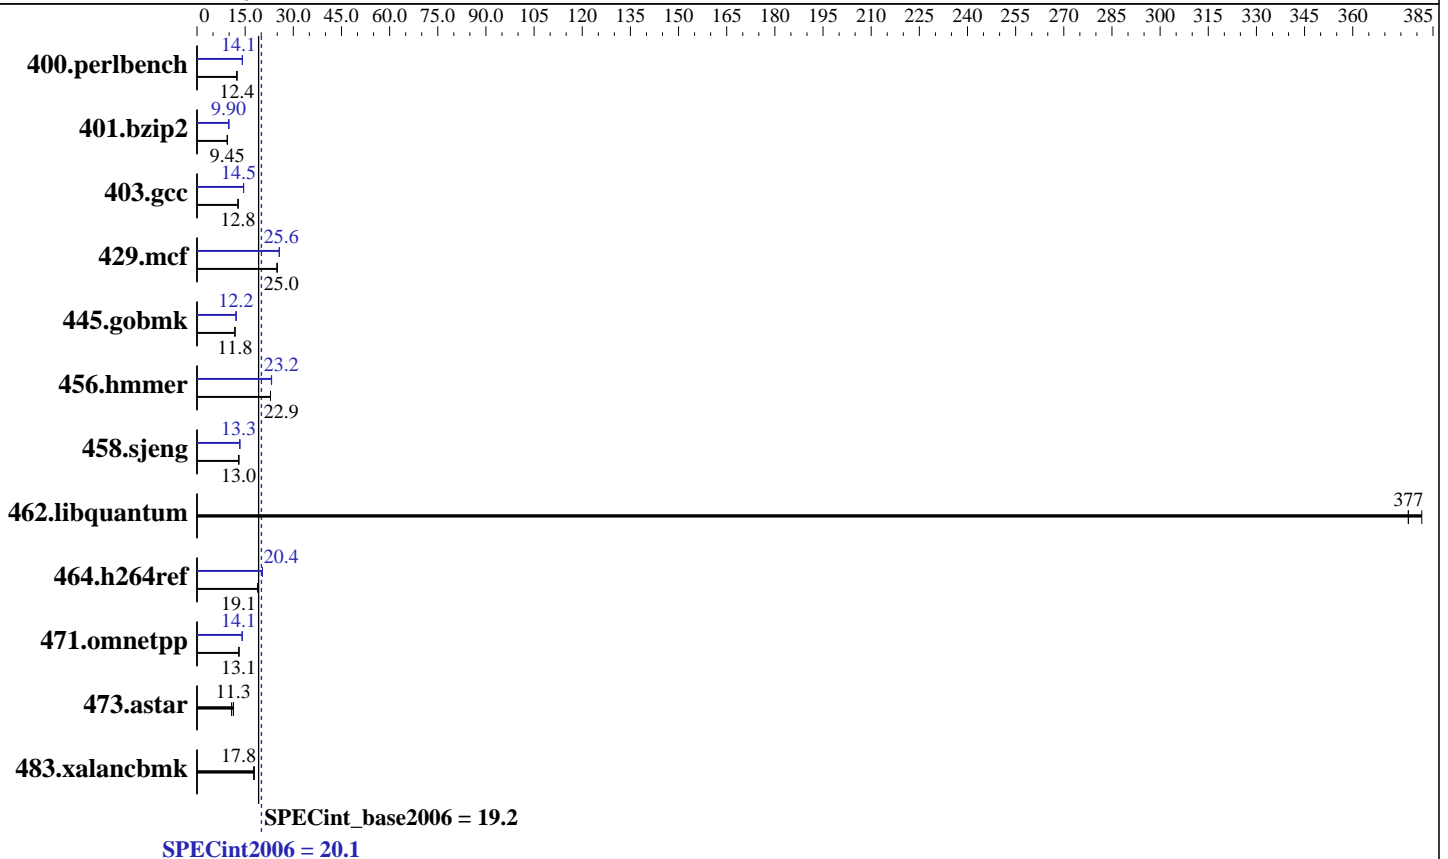 0 15.0 30.0 45.0 60.0 75.0 90.0 105 120 135 150 165 180 195 210 225 240 255 270 285 300 315 330 345 360 385
14.1
400.perlbench
12.4
9.90
401.bzip2
9.45
14.5
403.gcc
12.8
25.6
429.mcf
25.0
12.2
445.gobmk
11.8
23.2
456.hmmer
22.9
13.3
458.sjeng
13.0
377
462.libquantum
20.4
464.h264ref
19.1
14.1
471.omnetpp
13.1
11.3
473.astar
17.8
483.xalancbmk
SPECint_base2006 = 19.2
SPECint2006 = 20.1